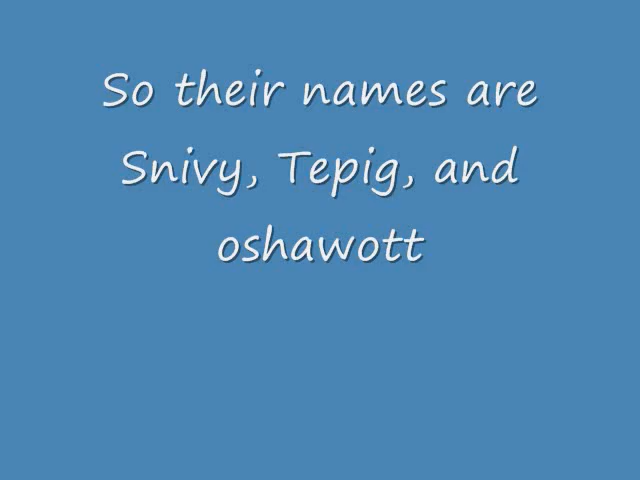 So their names are
Snivy, Tepig, and
oshawott